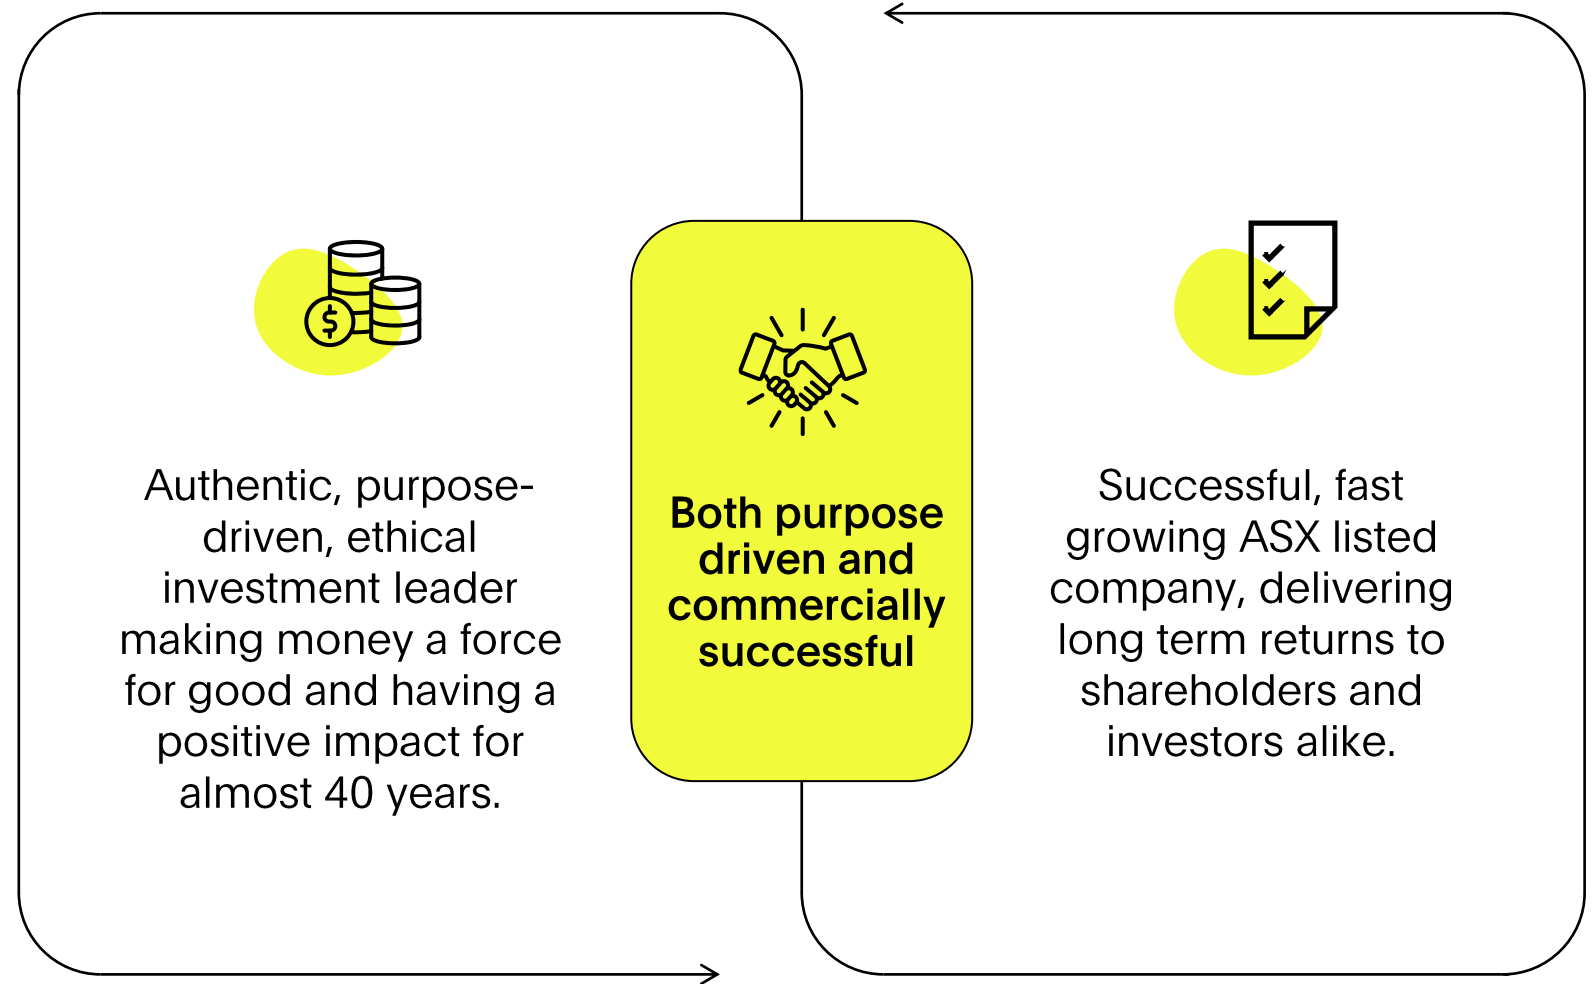 Authentic, purpose-
driven, ethical
investment leader
making money a force
for good and having a
positive impact for
almost 40 years.
$
Both purpose
driven and
commercially
successful
Successful, fast
growing ASX listed
company, delivering
long term returns to
shareholders and
investors alike.